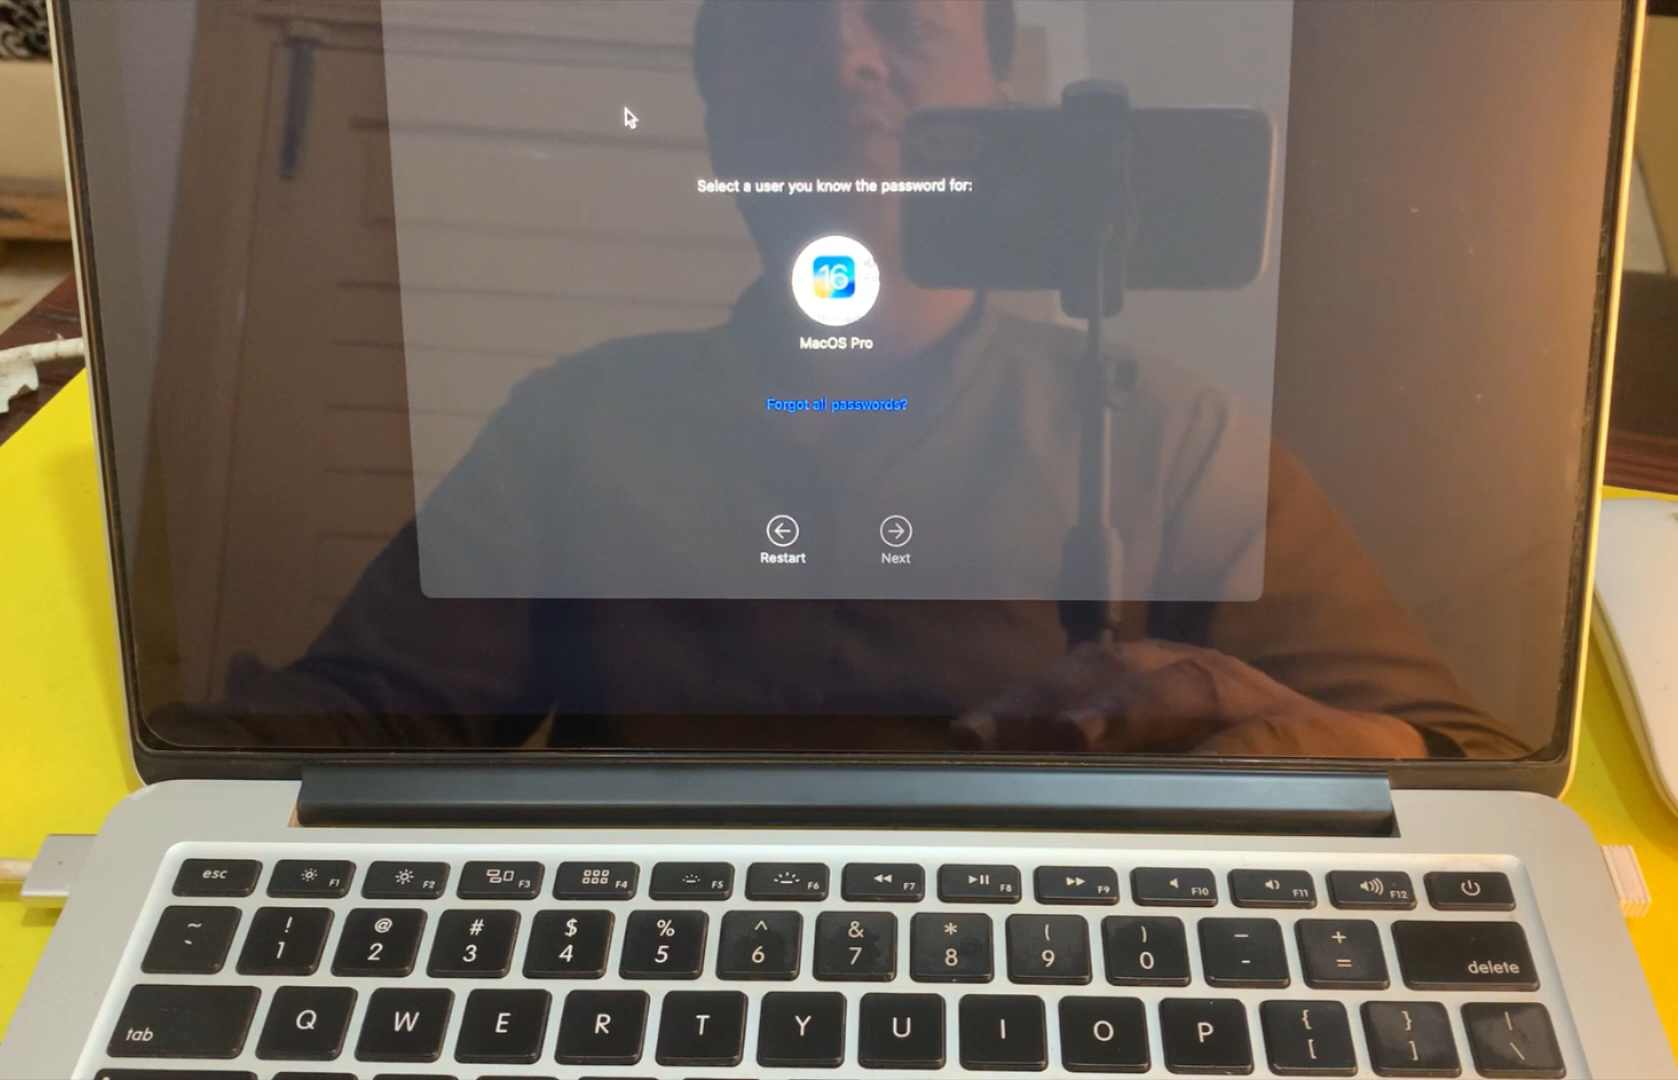 Select a user you know the password for:
16
MacOS Pro
Forgot all passwords?
Restart
Next
esc
F1
F2
F3
F4
F5
F6
F7
F8
F9
F10
F11
F12
~ `
! 1
@ 2
# 3
$ 4
% 5
^ 6
& 7
* 8
( 9
) 0
_ -
+ =
delete
tab
Q
W
E
R
T
Y
U
I
O
P
{ [
} ]
| \